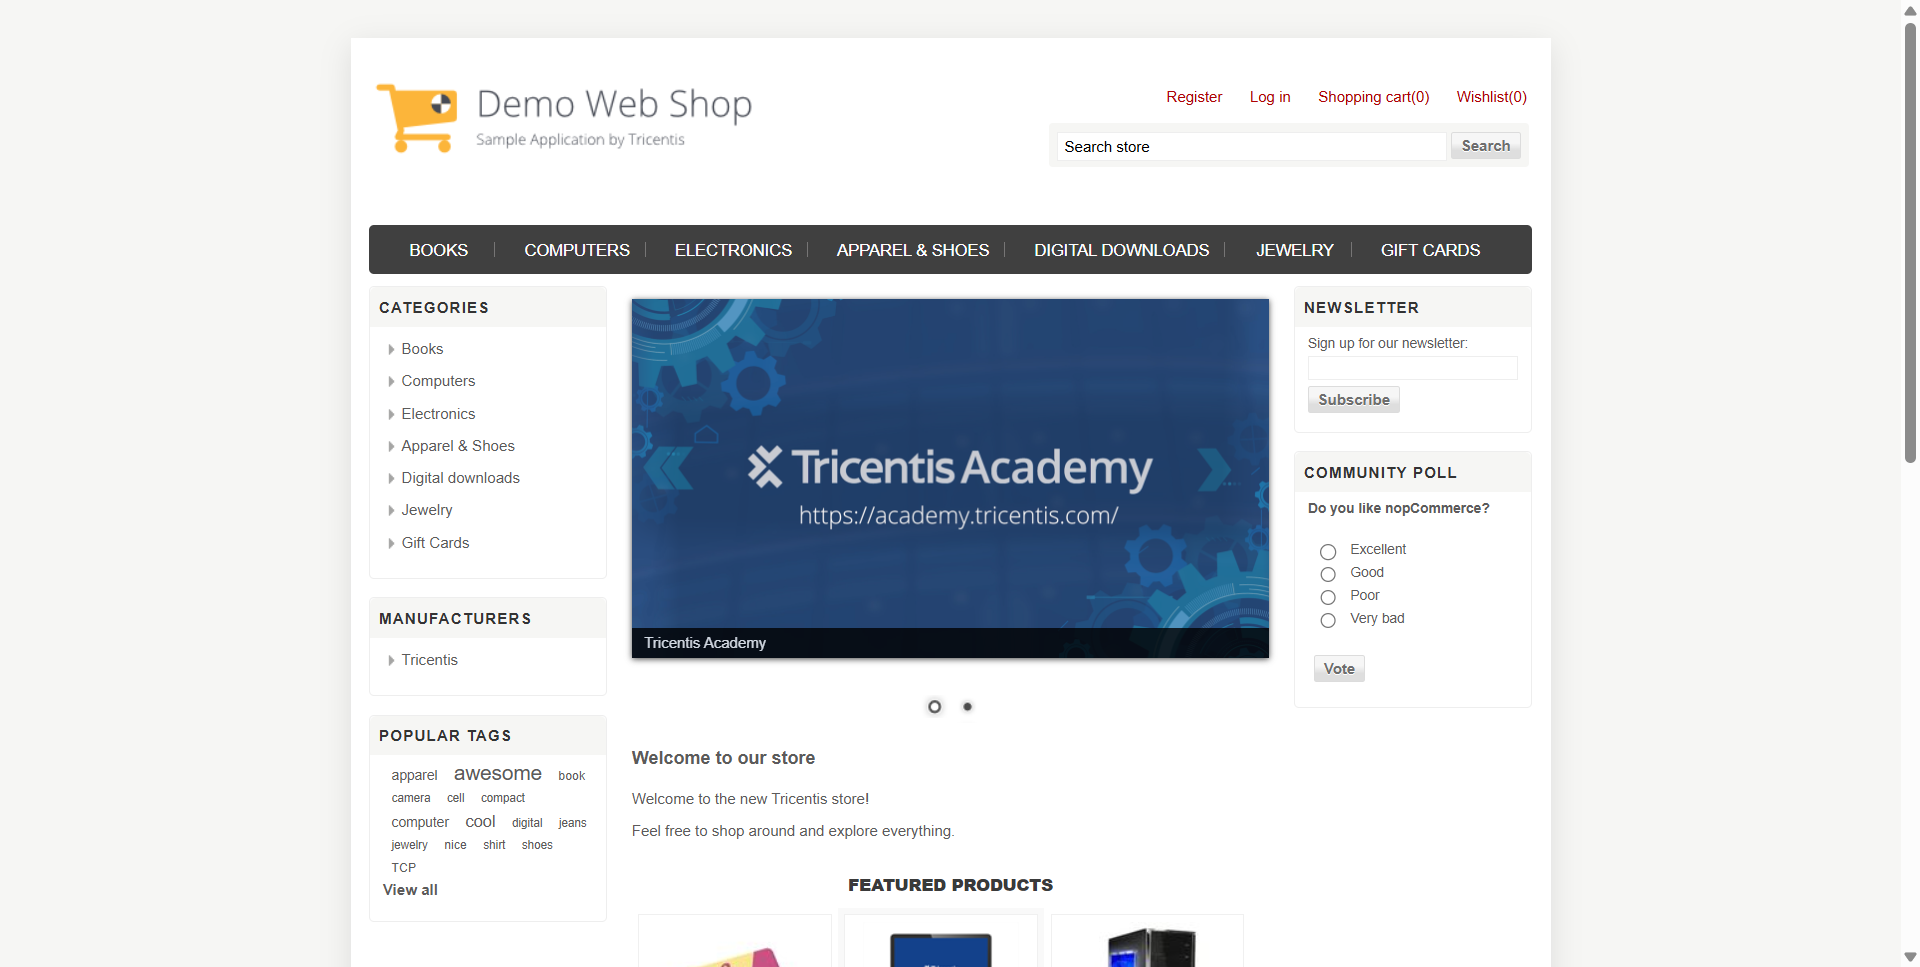 Demo Web Shop
Sample Application by Tricentis
Register Log in Shopping cart(0) Wishlist(0)
Search store Search
BOOKS COMPUTERS ELECTRONICS APPAREL & SHOES DIGITAL DOWNLOADS JEWELRY GIFT CARDS
CATEGORIES
Books
Computers
Electronics
Apparel & Shoes
Digital downloads
Jewelry
Gift Cards
MANUFACTURERS
Tricentis
POPULAR TAGS
apparel awesome book
camera cell compact
computer cool digital jeans
jewelry nice shirt shoes
TCP
View all
Tricentis Academy
https://academy.tricentis.com/
Tricentis Academy
Welcome to our store
Welcome to the new Tricentis store!
Feel free to shop around and explore everything.
FEATURED PRODUCTS
NEWSLETTER
Sign up for our newsletter:
Subscribe
COMMUNITY POLL
Do you like nopCommerce?
Excellent
Good
Poor
Very bad
Vote